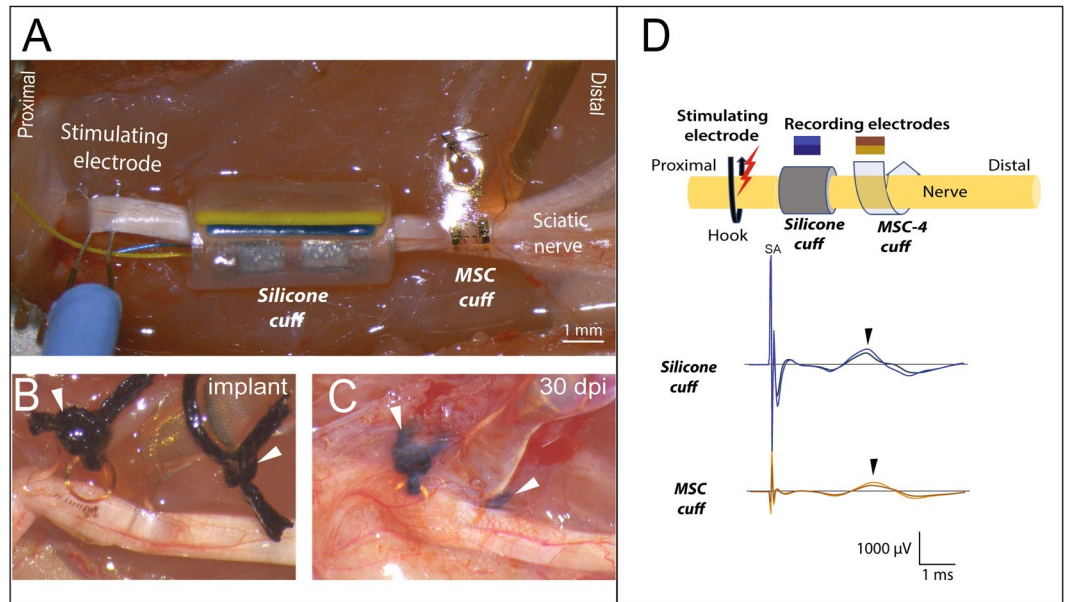 A
Proximal
Stimulating
electrode
Distal
Sciatic
nerve
Silicone
cuff
MSC
cuff
1 mm
B
implant
C
30 dpi
D
Stimulating
electrode
Recording electrodes
Proximal
Distal
Nerve
Hook
Silicone
cuff
MSC-4
cuff
SA
Silicone
cuff
MSC
cuff
1000 µV
1 ms